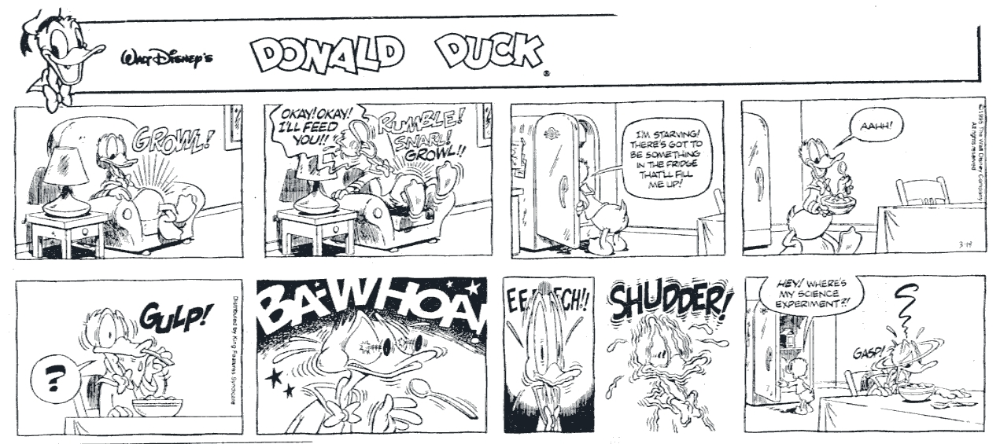 WALT DISNEY'S
DONALD DUCK
®
GROWL!
OKAY! OKAY!
I'LL FEED
YOU!!
RUMBLE!
SNARL!
GROWL!!
I'M STARVING!
THERE'S GOT TO
BE SOMETHING
IN THE FRIDGE
THAT'LL FILL
ME UP!
AAHH!
©1995 The Walt Disney Company
All rights reserved
3-19
?
GULP!
Distributed by King Features Syndicate
BA-WHOA
SHUDDER!
HEY! WHERE'S
MY SCIENCE
EXPERIMENT?!
GASP!